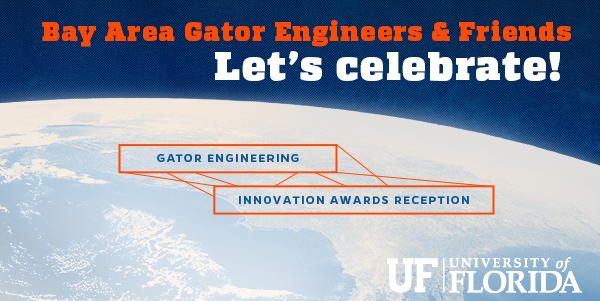 Bay Area Gator Engineers & Friends
Let's celebrate!
GATOR ENGINEERING
INNOVATION AWARDS RECEPTION
UF UNIVERSITY of
FLORIDA